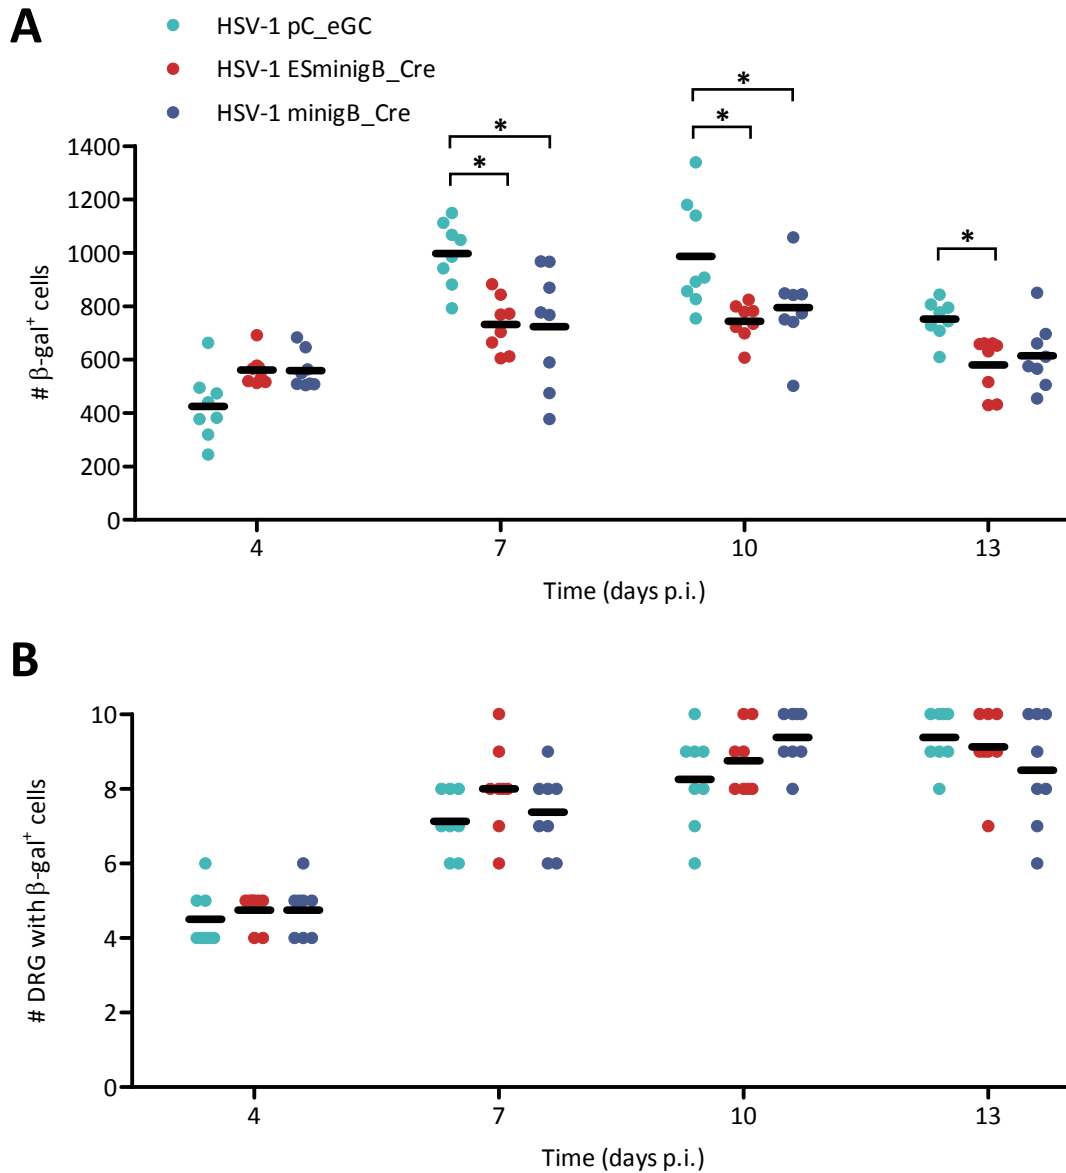 A
HSV-1 pC_eGC
HSV-1 ESminigB_Cre
HSV-1 minigB_Cre
* * * * *
# β-gal⁺ cells
1400
1200
1000
800
600
400
200
0
4 7 10 13
Time (days p.i.)
B
# DRG with β-gal⁺ cells
10
8
6
4
2
0
4 7 10 13
Time (days p.i.)